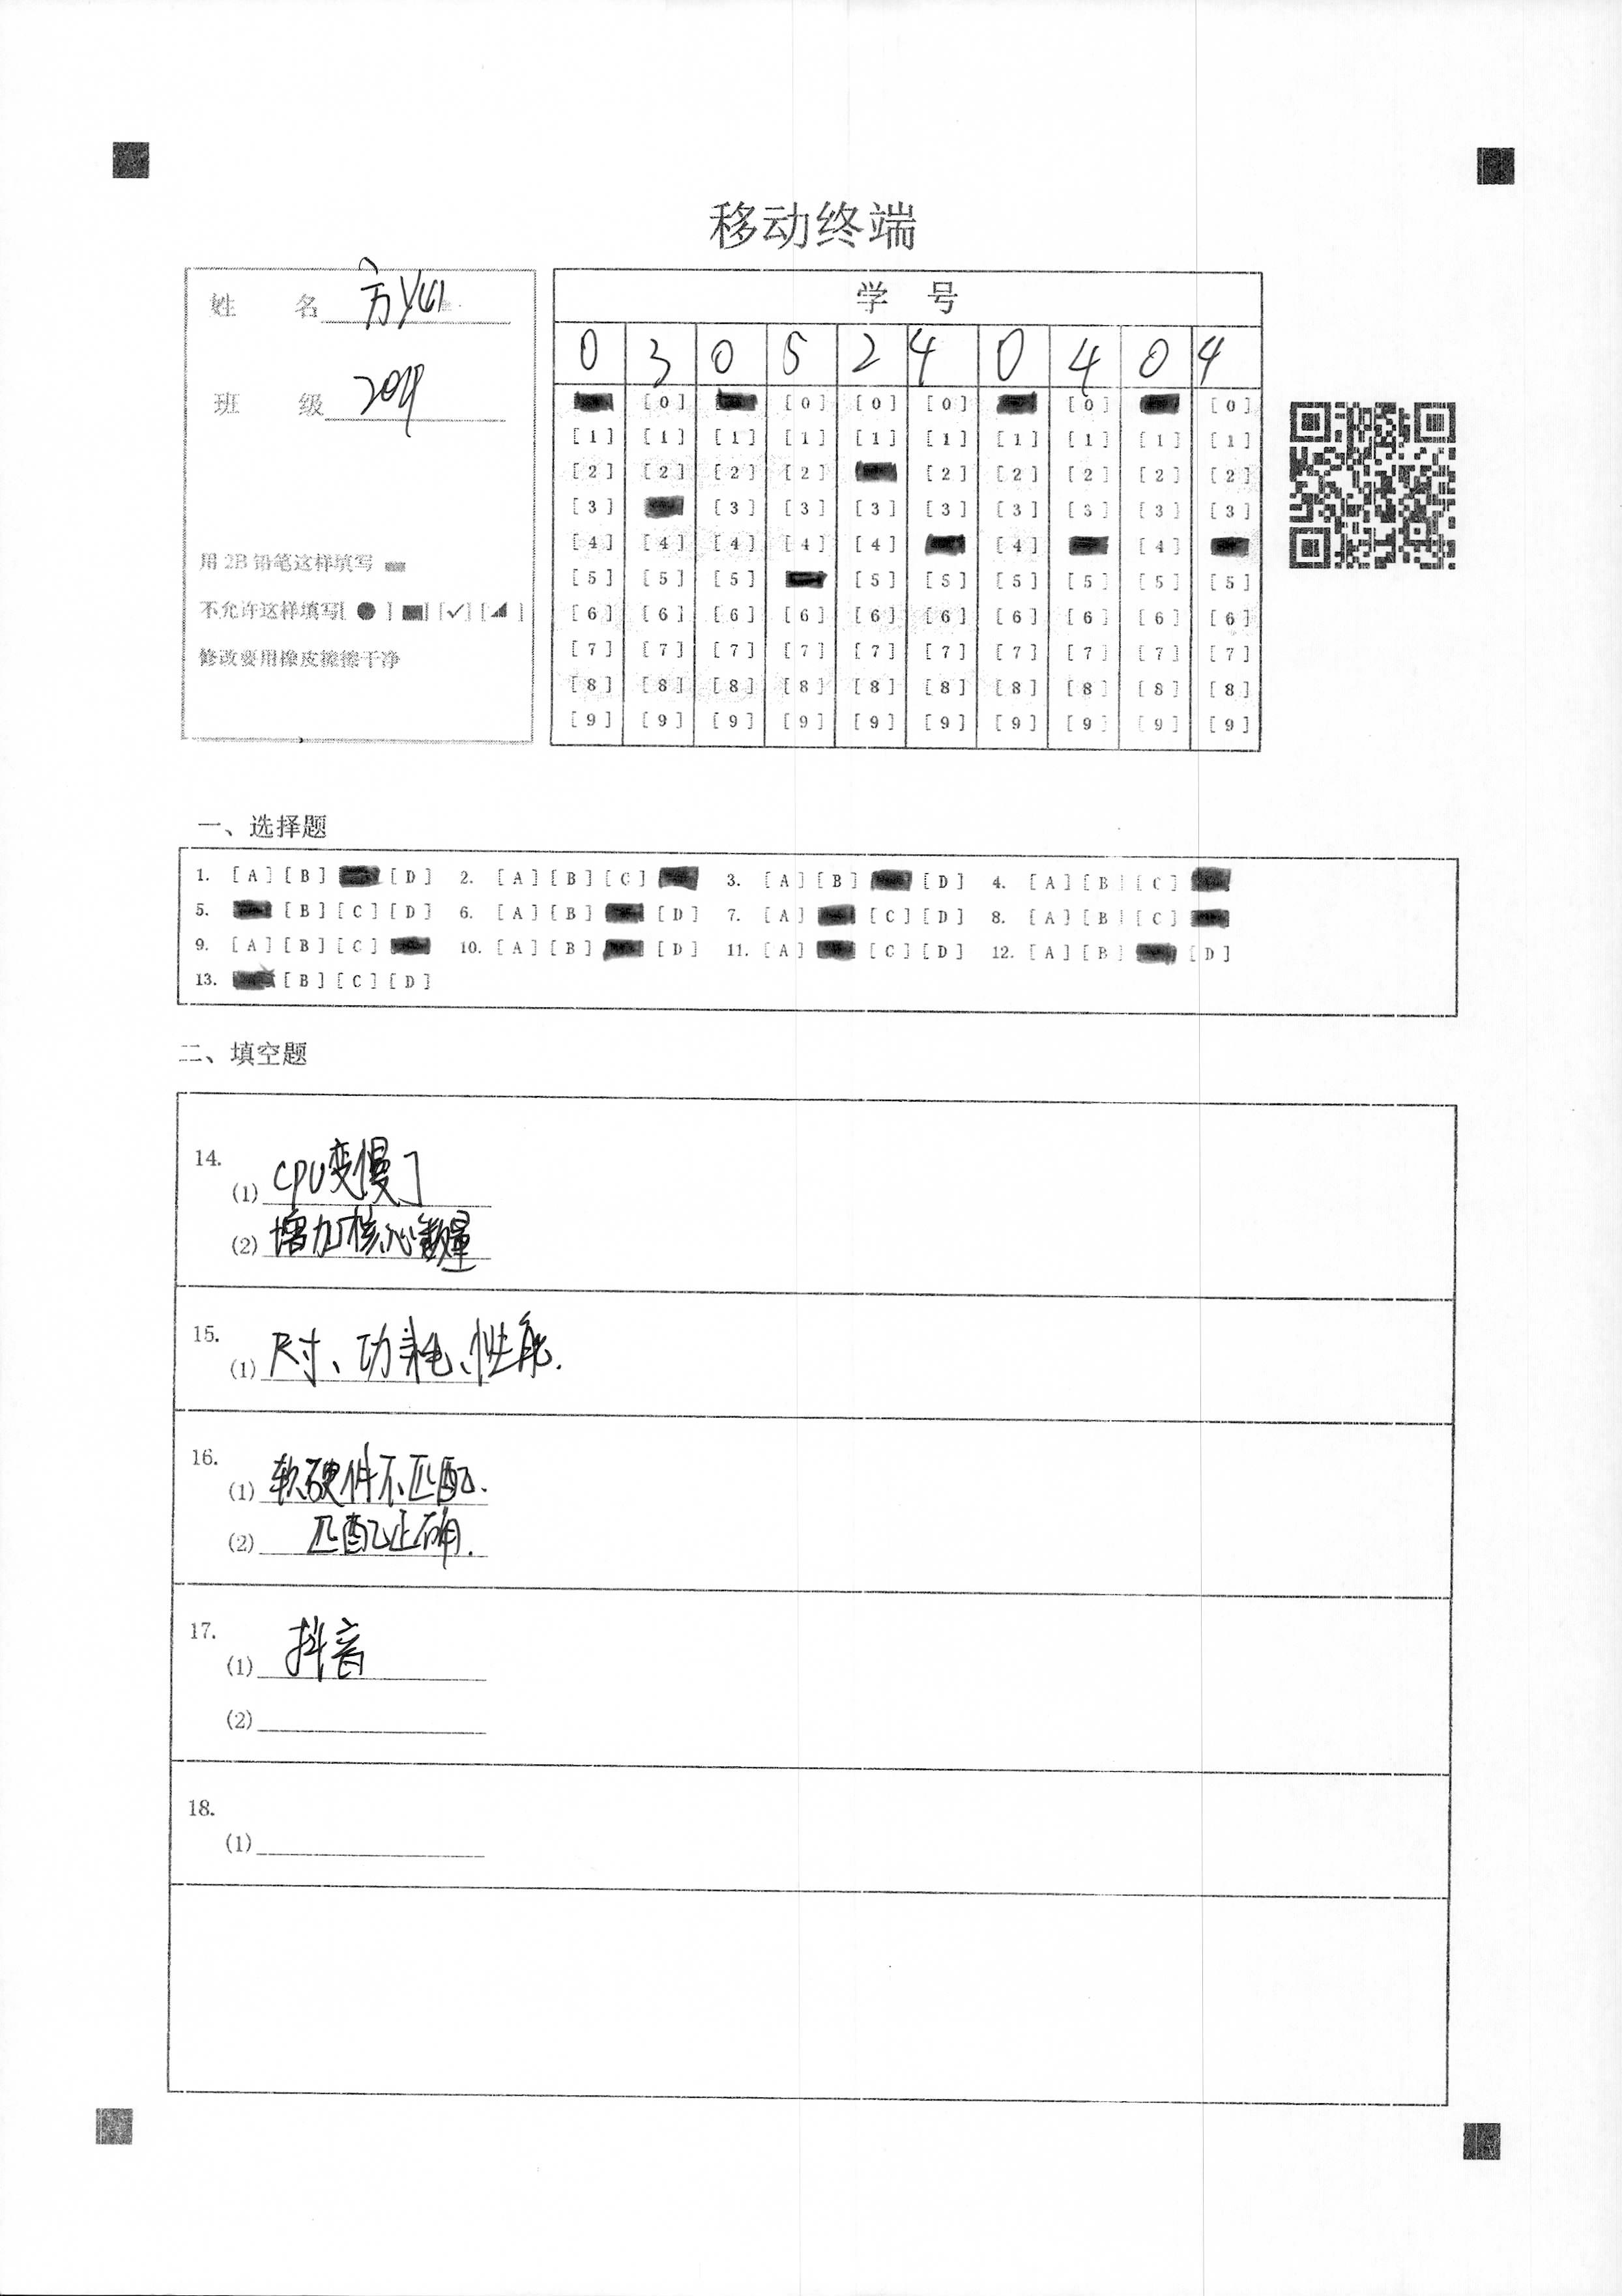 移动终端
姓 名 方
班 级
用 2B 铅笔这样填写
不允许这样填写[ ● ] ■] [✓] [◢ ]
修改要用橡皮擦擦干净
学 号
0 3 0 5 2 4 0 4 0 4
[0] [0] [0] [0] [0] [0]
[1] [1] [1] [1] [1] [1] [1] [1] [1] [1]
[2] [2] [2] [2] [2] [2] [2] [2] [2]
[3] [3] [3] [3] [3] [3] [3] [3] [3]
[4] [4] [4] [4] [4] [4] [4]
[5] [5] [5] [5] [5] [5] [5] [5] [5]
[6] [6] [6] [6] [6] [6] [6] [6] [6] [6]
[7] [7] [7] [7] [7] [7] [7] [7] [7] [7]
[8] [8] [8] [8] [8] [8] [8] [8] [8] [8]
[9] [9] [9] [9] [9] [9] [9] [9] [9] [9]
一、选择题
1. [A] [B] [D] 2. [A] [B] [C] 3. [A] [B] [D] 4. [A] [B] [C]
5. [B] [C] [D] 6. [A] [B] [D] 7. [A] [C] [D] 8. [A] [B] [C]
9. [A] [B] [C] 10. [A] [B] [D] 11. [A] [C] [D] 12. [A] [B] [D]
13. [B] [C] [D]
二、填空题
14.
(1) CPU变慢了
(2) 增加核心数量
15.
(1) 尺寸、功耗、性能.
16.
(1) 软硬件不匹配.
(2) 匹配正确.
17.
(1) 抖音
(2)
18.
(1)